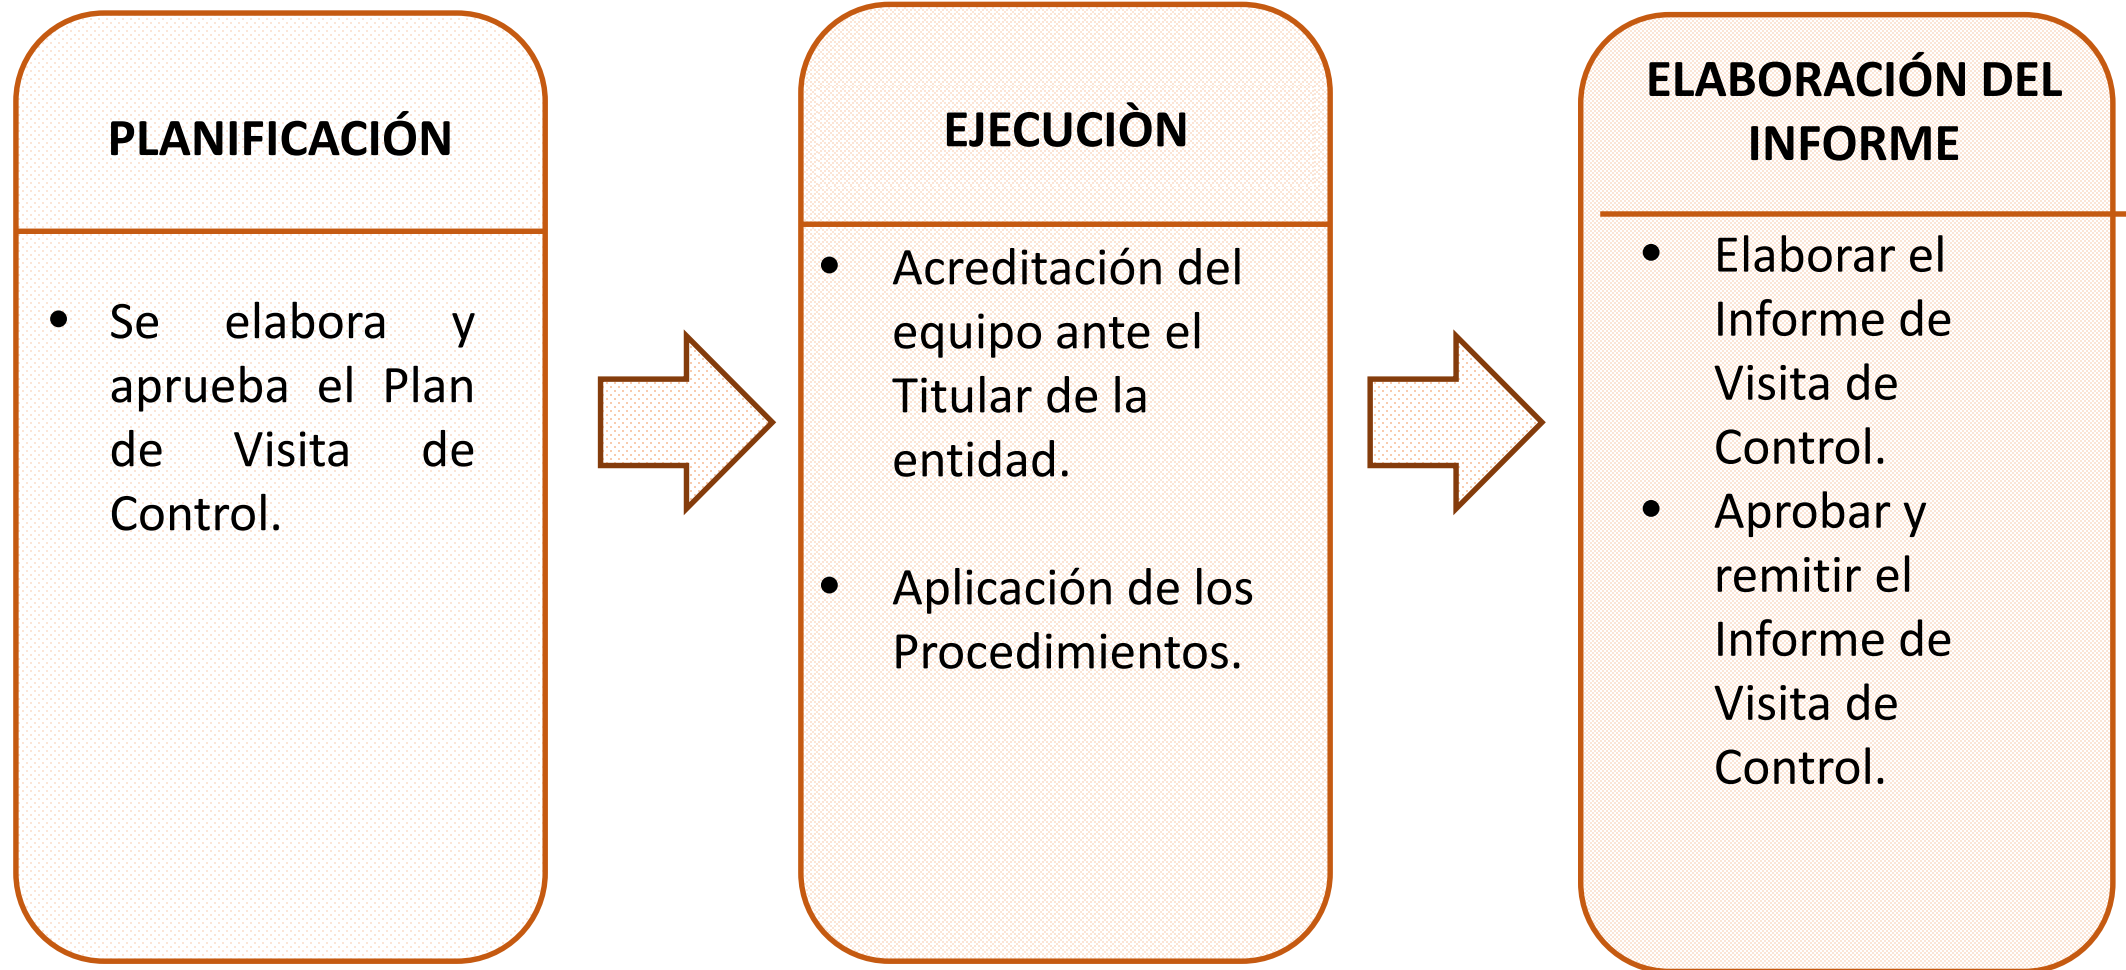 PLANIFICACIÓN
• Se elabora y
aprueba el Plan
de Visita de
Control.
EJECUCIÒN
• Acreditación del
equipo ante el
Titular de la
entidad.
• Aplicación de los
Procedimientos.
ELABORACIÓN DEL
INFORME
• Elaborar el
Informe de
Visita de
Control.
• Aprobar y
remitir el
Informe de
Visita de
Control.